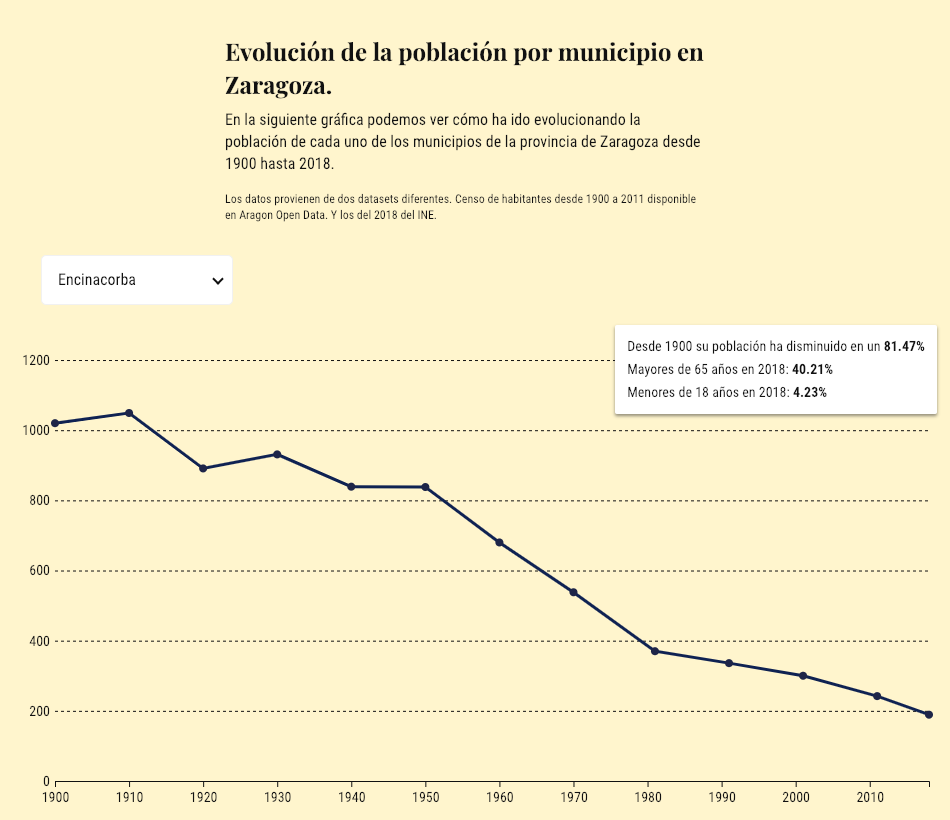 Evolución de la población por municipio en
Zaragoza.
En la siguiente gráfica podemos ver cómo ha ido evolucionando la
población de cada uno de los municipios de la provincia de Zaragoza desde
1900 hasta 2018.
Los datos provienen de dos datasets diferentes. Censo de habitantes desde 1900 a 2011 disponible
en Aragon Open Data. Y los del 2018 del INE.
Encinacorba
Desde 1900 su población ha disminuido en un 81.47%
Mayores de 65 años en 2018: 40.21%
Menores de 18 años en 2018: 4.23%
1200
1000
800
600
400
200
0
1900 1910 1920 1930 1940 1950 1960 1970 1980 1990 2000 2010